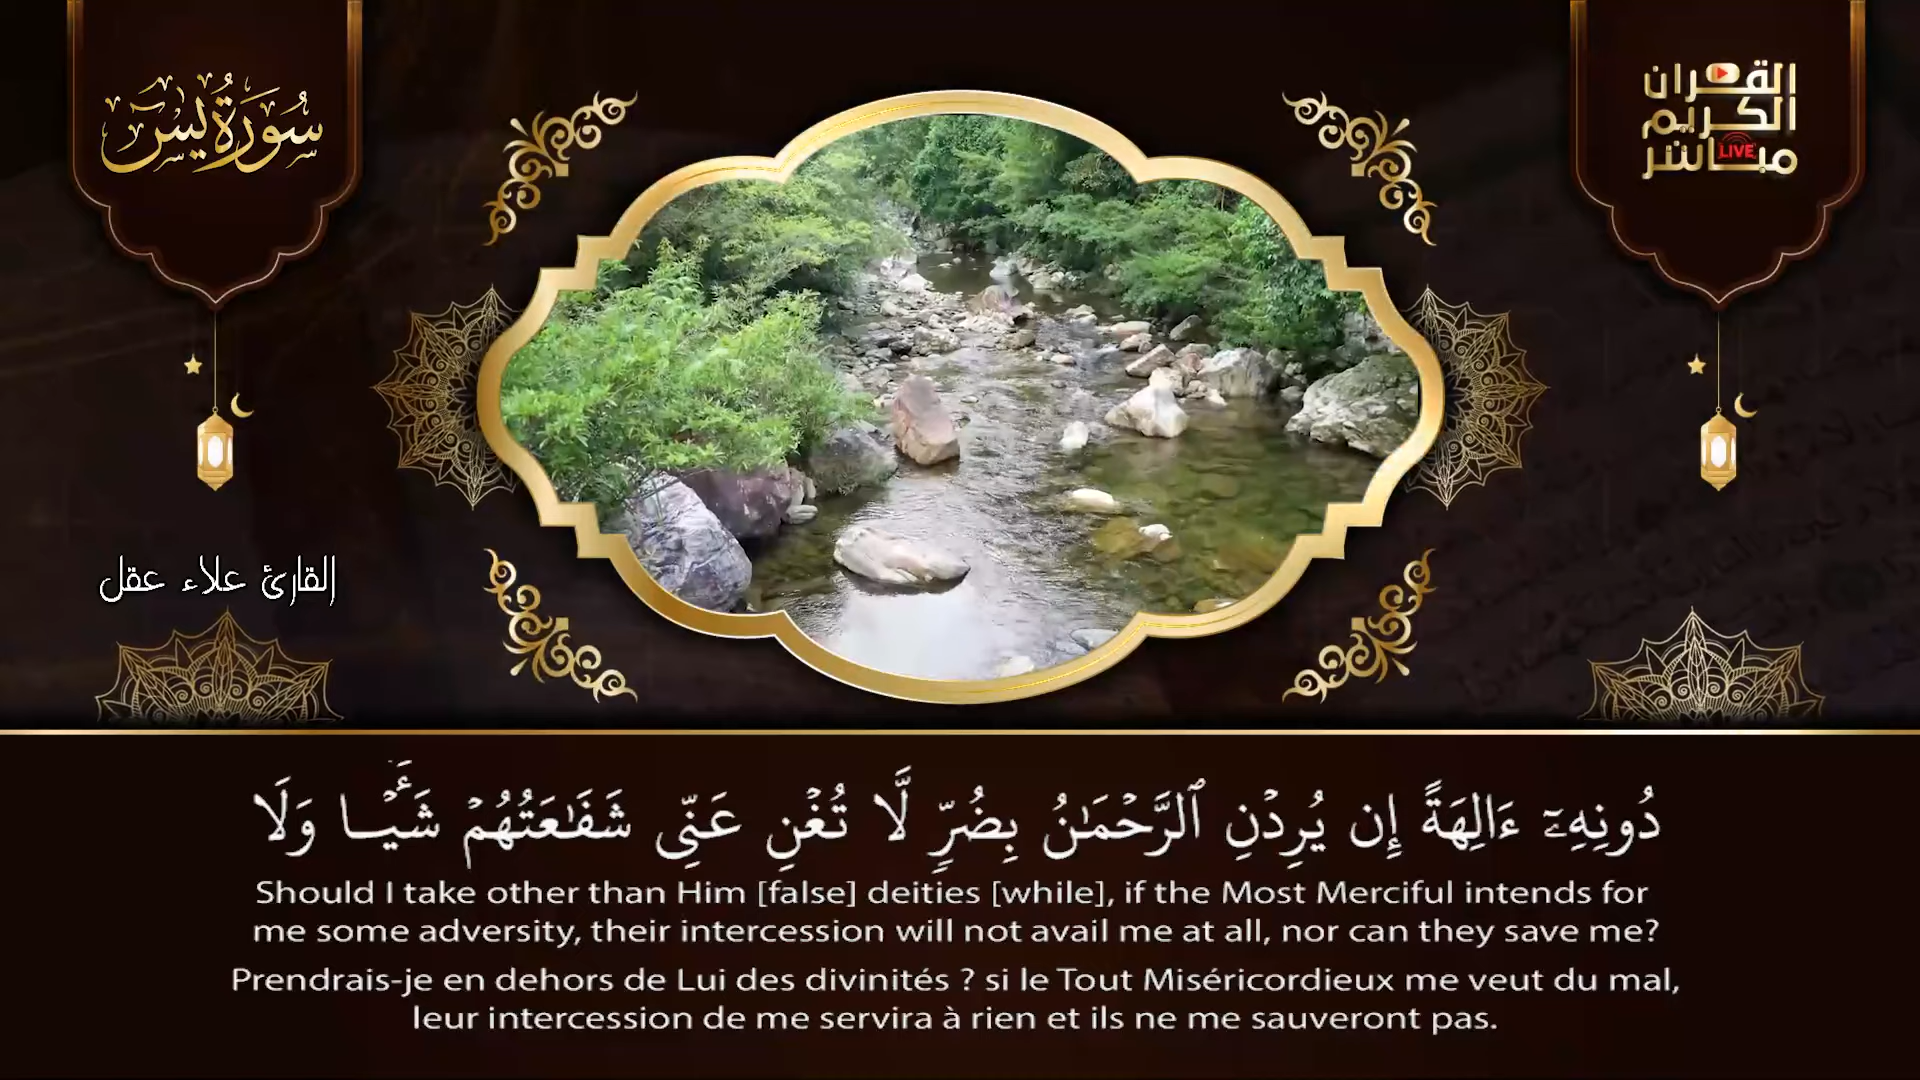 سُورَةُ يسٓ
القرآن
الكريم
مباشر
LIVE
القارئ علاء عقل
دُونِهِۦٓ ءَالِهَةً إِن يُرِدْنِ ٱلرَّحْمَـٰنُ بِضُرٍّ لَّا تُغْنِ عَنِّى شَفَـٰعَتُهُمْ شَيْـًٔا وَلَا
Should I take other than Him [false] deities [while], if the Most Merciful intends for
me some adversity, their intercession will not avail me at all, nor can they save me?
Prendrais-je en dehors de Lui des divinités ? si le Tout Miséricordieux me veut du mal,
leur intercession de me servira à rien et ils ne me sauveront pas.